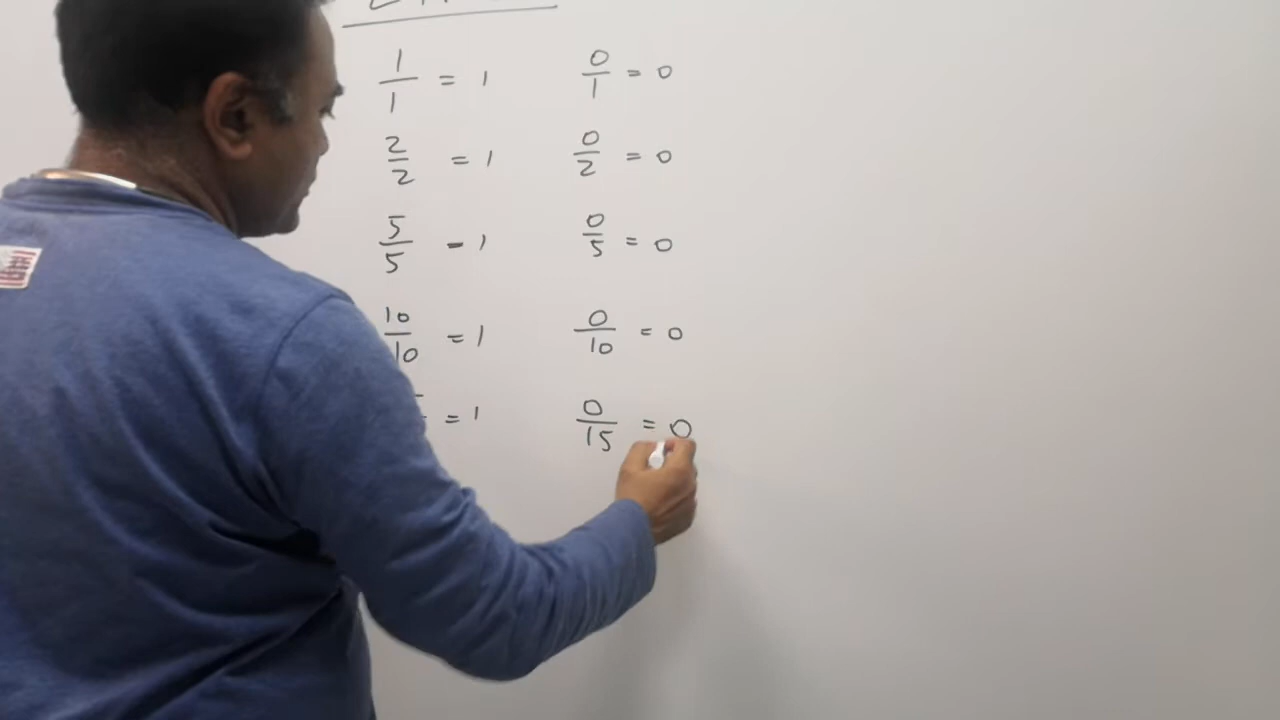 1/1 = 1    0/1 = 0
2/2 = 1    0/2 = 0
5/5 - 1    0/5 = 0
10/10 = 1    0/10 = 0
= 1    0/15 = 0